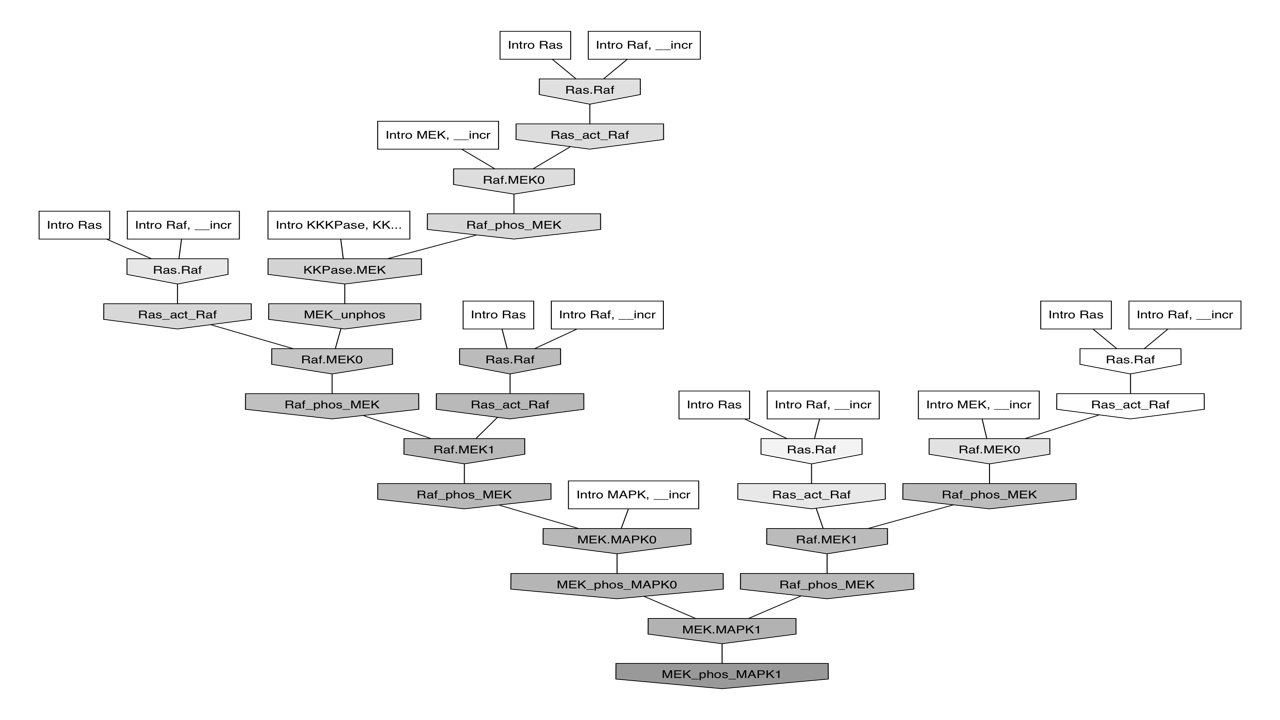 Intro Ras
Intro Raf, __incr
Ras.Raf
Intro MEK, __incr
Ras_act_Raf
Raf.MEK0
Intro Ras
Intro Raf, __incr
Intro KKKPase, KK...
Raf_phos_MEK
Ras.Raf
KKPase.MEK
Ras_act_Raf
MEK_unphos
Intro Ras
Intro Raf, __incr
Intro Ras
Intro Raf, __incr
Raf.MEK0
Ras.Raf
Ras.Raf
Raf_phos_MEK
Ras_act_Raf
Intro Ras
Intro Raf, __incr
Intro MEK, __incr
Ras_act_Raf
Raf.MEK1
Ras.Raf
Raf.MEK0
Raf_phos_MEK
Intro MAPK, __incr
Ras_act_Raf
Raf_phos_MEK
MEK.MAPK0
Raf.MEK1
MEK_phos_MAPK0
Raf_phos_MEK
MEK.MAPK1
MEK_phos_MAPK1